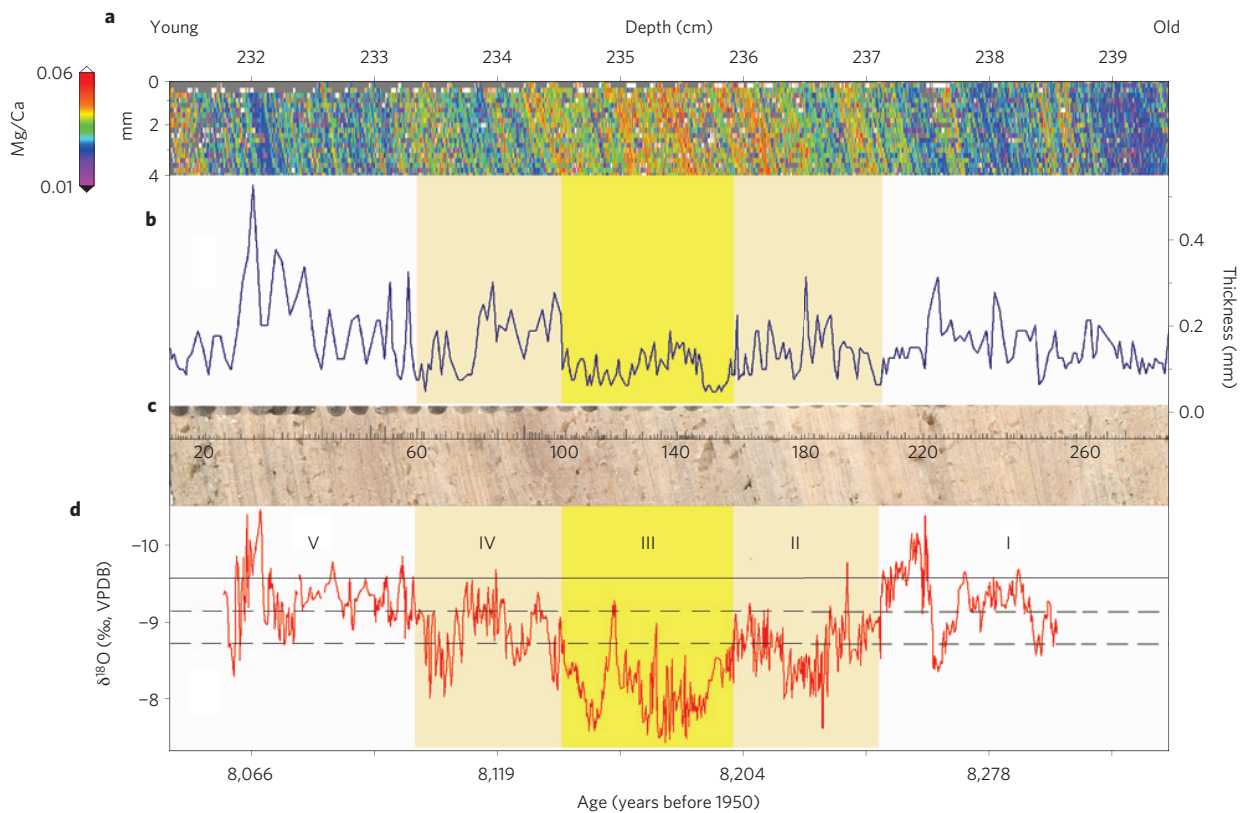 a
Young Depth (cm) Old
232 233 234 235 236 237 238 239
Mg/Ca
0.06
0.01
mm
0
2
4
b
0.4
0.2
0.0
Thickness (mm)
c
20 60 100 140 180 220 260
d
V IV III II I
−10
−9
−8
δ¹⁸O (‰, VPDB)
8,066 8,119 8,204 8,278
Age (years before 1950)